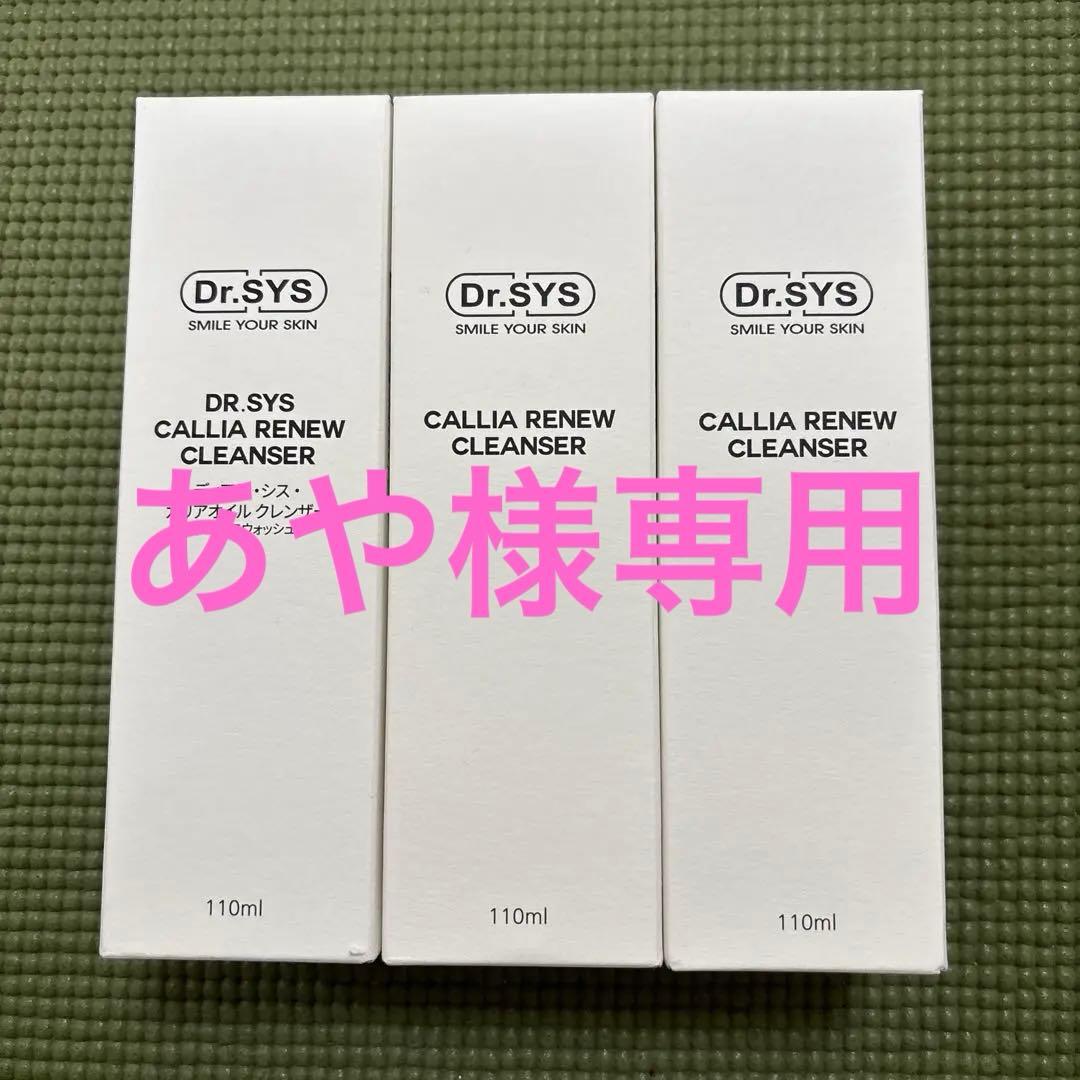 Dr.SYS
SMILE YOUR SKIN
DR.SYS
CALLIA RENEW
CLEANSER
シス・
リアオイル クレンザー
ウォッシュ
110ml
Dr.SYS
SMILE YOUR SKIN
CALLIA RENEW
CLEANSER
110ml
Dr.SYS
SMILE YOUR SKIN
CALLIA RENEW
CLEANSER
110ml
あや様専用